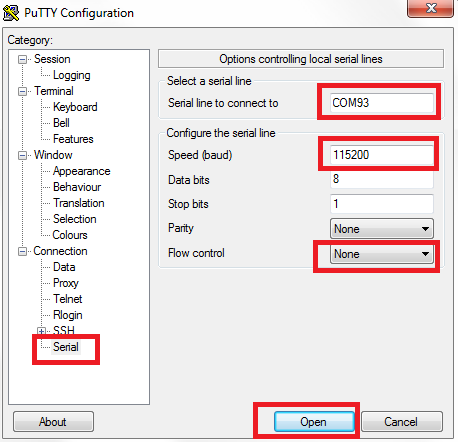 PuTTY Configuration
Category:
Session
Logging
Terminal
Keyboard
Bell
Features
Window
Appearance
Behaviour
Translation
Selection
Colours
Connection
Data
Proxy
Telnet
Rlogin
SSH
Serial
Options controlling local serial lines
Select a serial line
Serial line to connect to COM93
Configure the serial line
Speed (baud) 115200
Data bits 8
Stop bits 1
Parity None
Flow control None
About Open Cancel